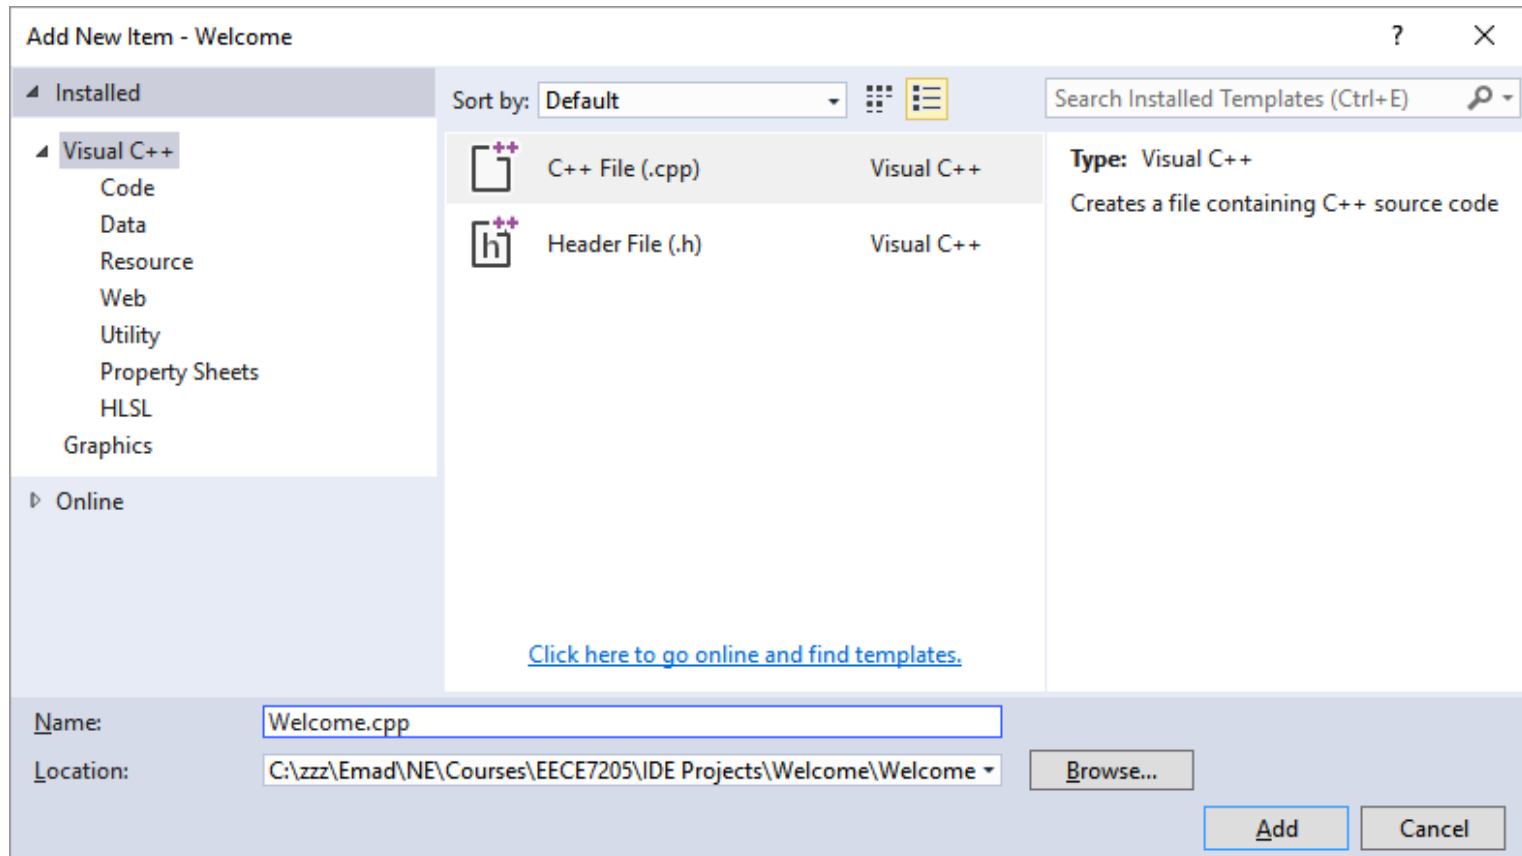 Add New Item - Welcome
?
Installed
Sort by: Default
Search Installed Templates (Ctrl+E)
Visual C++
Code
Data
Resource
Web
Utility
Property Sheets
HLSL
Graphics
Online
C++ File (.cpp) Visual C++
h Header File (.h) Visual C++
Click here to go online and find templates.
Type: Visual C++
Creates a file containing C++ source code
Name: Welcome.cpp
Location: C:\zzz\Emad\NE\Courses\EECE7205\IDE Projects\Welcome\Welcome
Browse...
Add Cancel